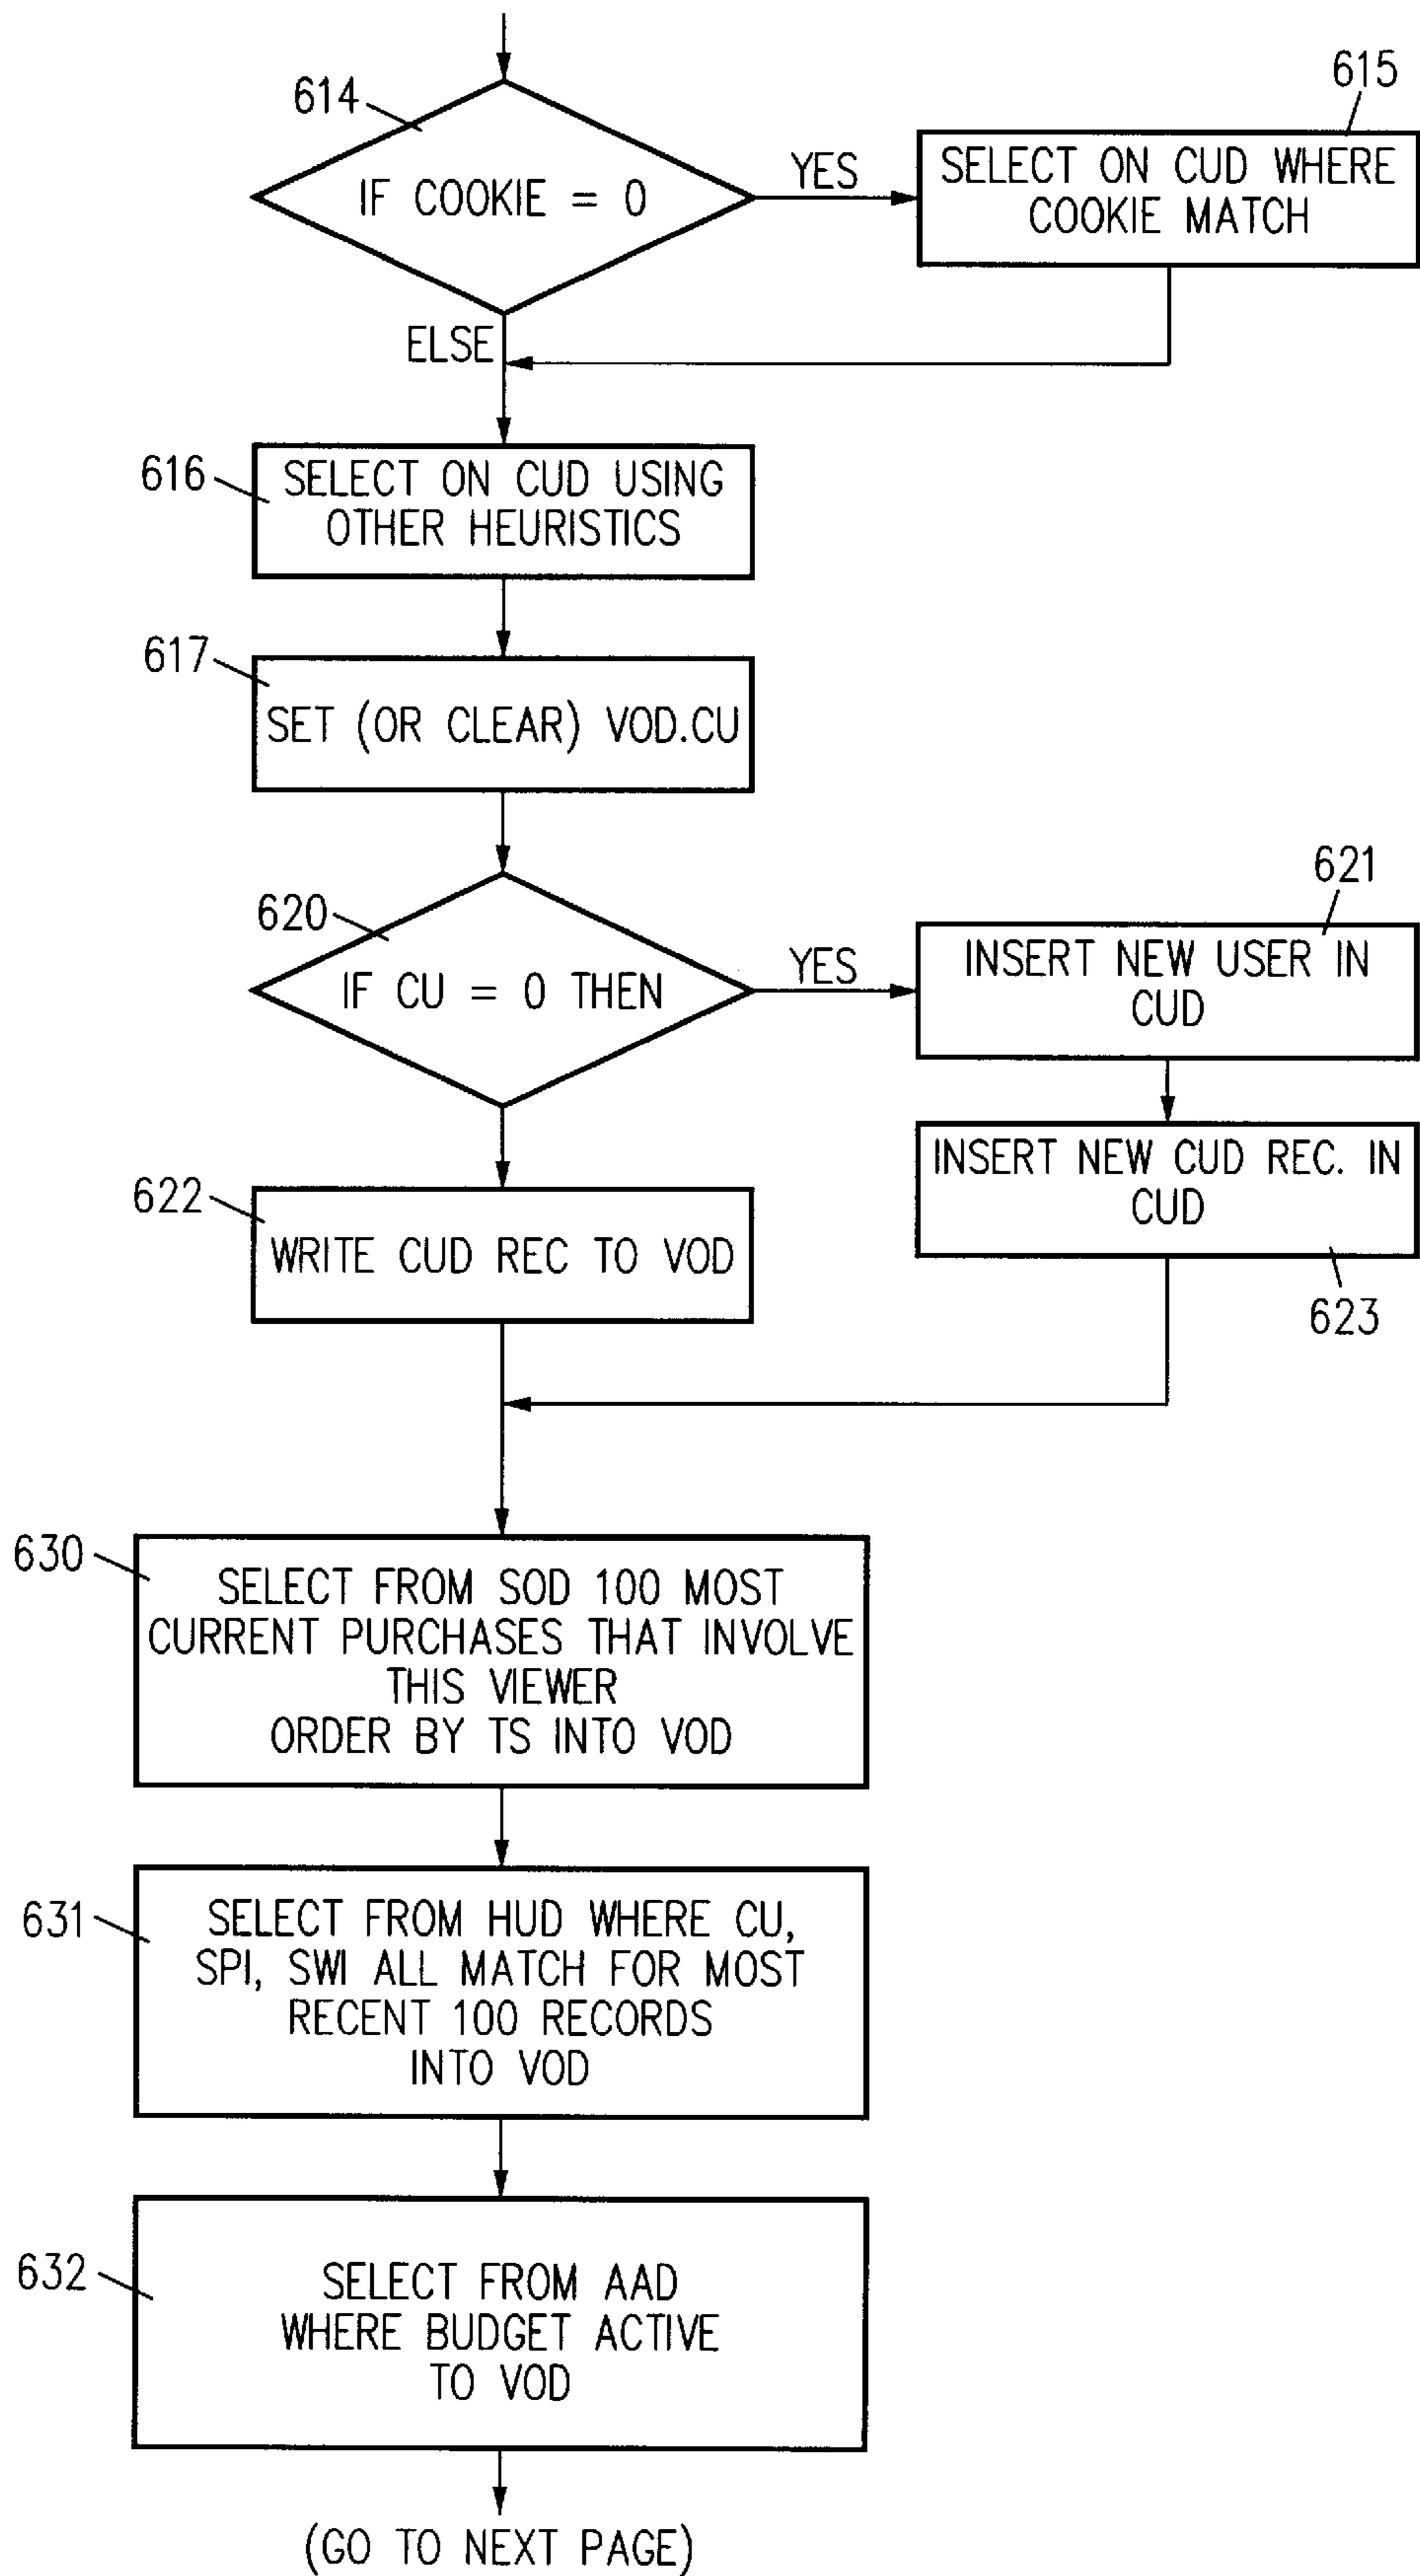 614
IF COOKIE = 0
YES
615
SELECT ON CUD WHERE
COOKIE MATCH
ELSE
616
SELECT ON CUD USING
OTHER HEURISTICS
617
SET (OR CLEAR) VOD.CU
620
IF CU = 0 THEN
YES
621
INSERT NEW USER IN
CUD
INSERT NEW CUD REC. IN
CUD
623
622
WRITE CUD REC TO VOD
630
SELECT FROM SOD 100 MOST
CURRENT PURCHASES THAT INVOLVE
THIS VIEWER
ORDER BY TS INTO VOD
631
SELECT FROM HUD WHERE CU,
SPI, SWI ALL MATCH FOR MOST
RECENT 100 RECORDS
INTO VOD
632
SELECT FROM AAD
WHERE BUDGET ACTIVE
TO VOD
(GO TO NEXT PAGE)